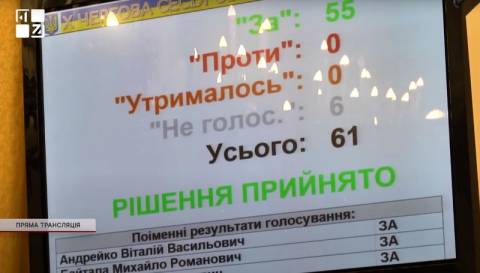 Х ЧЕРГОВА СЕСІЯ
"За": 55
"Проти": 0
"Утрималось": 0
"Не голос.": 6
Усього: 61
РІШЕННЯ ПРИЙНЯТО
Поіменні результати голосування:
Андрейко Віталій Васильович ЗА
Байтала Михайло Романович ЗА
ЗА
ПРЯМА ТРАНСЛЯЦІЯ